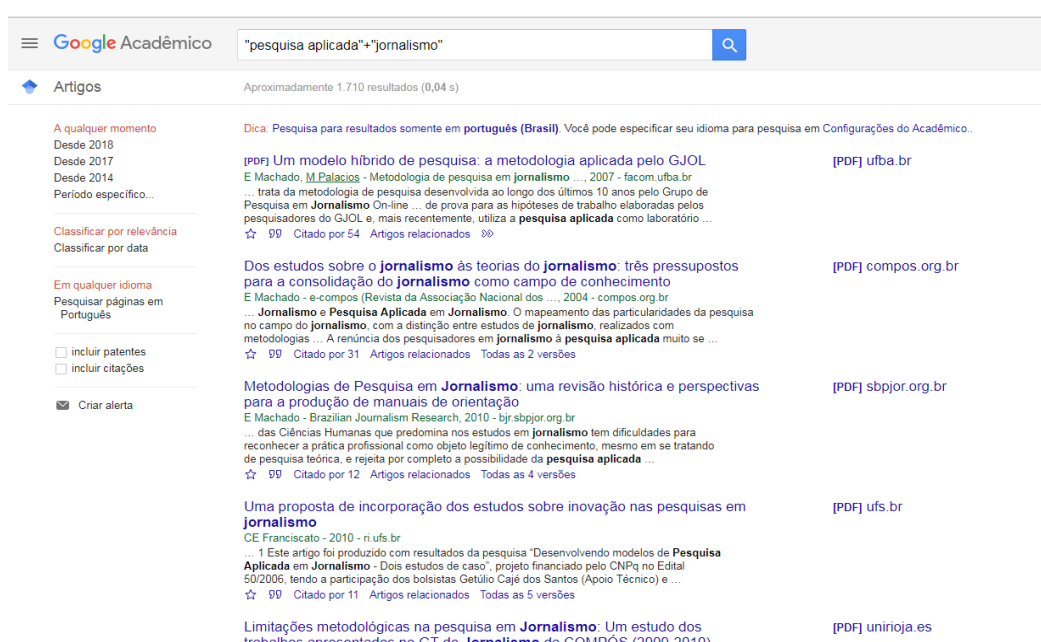 Google Acadêmico
"pesquisa aplicada"+"jornalismo"
Artigos
Aproximadamente 1.710 resultados (0,04 s)
A qualquer momento
Desde 2018
Desde 2017
Desde 2014
Período específico...
Classificar por relevância
Classificar por data
Em qualquer idioma
Pesquisar páginas em
Português
incluir patentes
incluir citações
Criar alerta
Dica: Pesquisa para resultados somente em português (Brasil). Você pode especificar seu idioma para pesquisa em Configurações do Acadêmico..
[PDF] Um modelo híbrido de pesquisa: a metodologia aplicada pelo GJOL
[PDF] ufba.br
E Machado, M Palacios - Metodologia de pesquisa em jornalismo …, 2007 - facom.ufba.br
… trata da metodologia de pesquisa desenvolvida ao longo dos últimos 10 anos pelo Grupo de
Pesquisa em Jornalismo On-line … de prova para as hipóteses de trabalho elaboradas pelos
pesquisadores do GJOL e, mais recentemente, utiliza a pesquisa aplicada como laboratório …
Citado por 54 Artigos relacionados
Dos estudos sobre o jornalismo às teorias do jornalismo: três pressupostos
para a consolidação do jornalismo como campo de conhecimento
[PDF] compos.org.br
E Machado - e-compos (Revista da Associação Nacional dos …, 2004 - compos.org.br
… Jornalismo e Pesquisa Aplicada em Jornalismo. O mapeamento das particularidades da pesquisa
no campo do jornalismo, com a distinção entre estudos de jornalismo, realizados com
metodologias … A renúncia dos pesquisadores em jornalismo à pesquisa aplicada muito se …
Citado por 31 Artigos relacionados Todas as 2 versões
Metodologias de Pesquisa em Jornalismo: uma revisão histórica e perspectivas
para a produção de manuais de orientação
[PDF] sbpjor.org.br
E Machado - Brazilian Journalism Research, 2010 - bjr.sbpjor.org.br
… das Ciências Humanas que predomina nos estudos em jornalismo tem dificuldades para
reconhecer a prática profissional como objeto legítimo de conhecimento, mesmo em se tratando
de pesquisa teórica, e rejeita por completo a possibilidade da pesquisa aplicada …
Citado por 12 Artigos relacionados Todas as 4 versões
Uma proposta de incorporação dos estudos sobre inovação nas pesquisas em
jornalismo
[PDF] ufs.br
CE Franciscato - 2010 - ri.ufs.br
… 1 Este artigo foi produzido com resultados da pesquisa “Desenvolvendo modelos de Pesquisa
Aplicada em Jornalismo - Dois estudos de caso”, projeto financiado pelo CNPq no Edital
50/2006, tendo a participação dos bolsistas Getúlio Cajé dos Santos (Apoio Técnico) e …
Citado por 11 Artigos relacionados Todas as 5 versões
Limitações metodológicas na pesquisa em Jornalismo: Um estudo dos
trabalhos apresentados no GT de Jornalismo da COMPÓS (2000-2010)
[PDF] unirioja.es